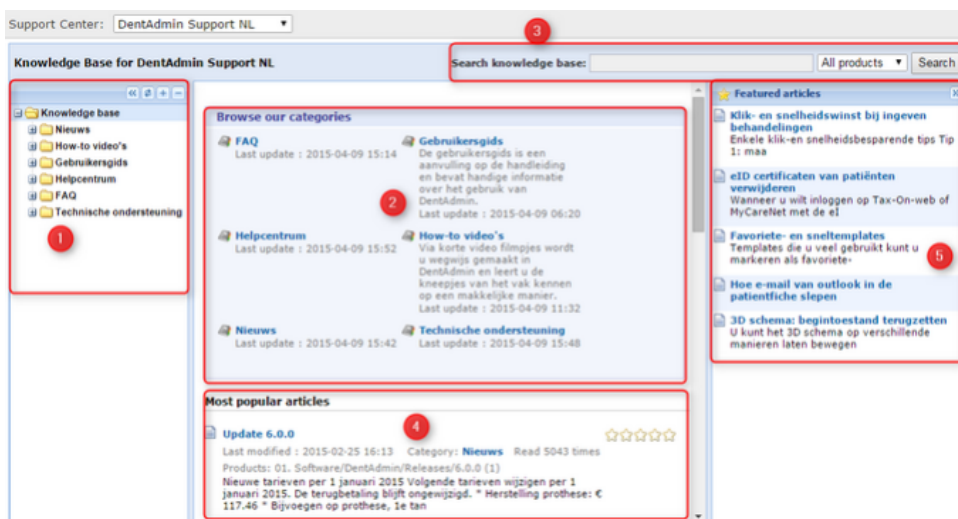 Support Center: DentAdmin Support NL
3
Knowledge Base for DentAdmin Support NL
Search knowledge base: All products Search
Knowledge base
Nieuws
How-to video's
Gebruikersgids
Helpcentrum
FAQ
Technische ondersteuning
1
Browse our categories
FAQ
Last update : 2015-04-09 15:14
Gebruikersgids
De gebruikersgids is een
aanvulling op de handleiding
en bevat handige informatie
over het gebruik van
DentAdmin.
Last update : 2015-04-09 06:20
2
Helpcentrum
Last update : 2015-04-09 15:52
How-to video's
Via korte video filmpjes wordt
u wegwijs gemaakt in
DentAdmin en leert u de
kneepjes van het vak kennen
op een makkelijke manier.
Last update : 2015-04-09 11:32
Nieuws
Last update : 2015-04-09 15:42
Technische ondersteuning
Last update : 2015-04-09 15:48
Most popular articles
4
Update 6.0.0
Last modified : 2015-02-25 16:13 Category: Nieuws Read 5043 times
Products: 01. Software/DentAdmin/Releases/6.0.0 (1)
Nieuwe tarieven per 1 januari 2015 Volgende tarieven wijzigen per 1
januari 2015. De terugbetaling blijft ongewijzigd. * Herstelling prothese: €
117.46 * Bijvoegen op prothese, 1e tan
Featured articles
Klik- en snelheidswinst bij ingeven
behandelingen
Enkele klik-en snelheidsbesparende tips Tip
1: maa
eID certificaten van patiënten
verwijderen
Wanneer u wilt inloggen op Tax-On-web of
MyCareNet met de eI
Favoriete- en sneltemplates
Templates die u veel gebruikt kunt u
markeren als favoriete-
5
Hoe e-mail van outlook in de
patientfiche slepen
3D schema: begintoestand terugzetten
U kunt het 3D schema op verschillende
manieren laten bewegen